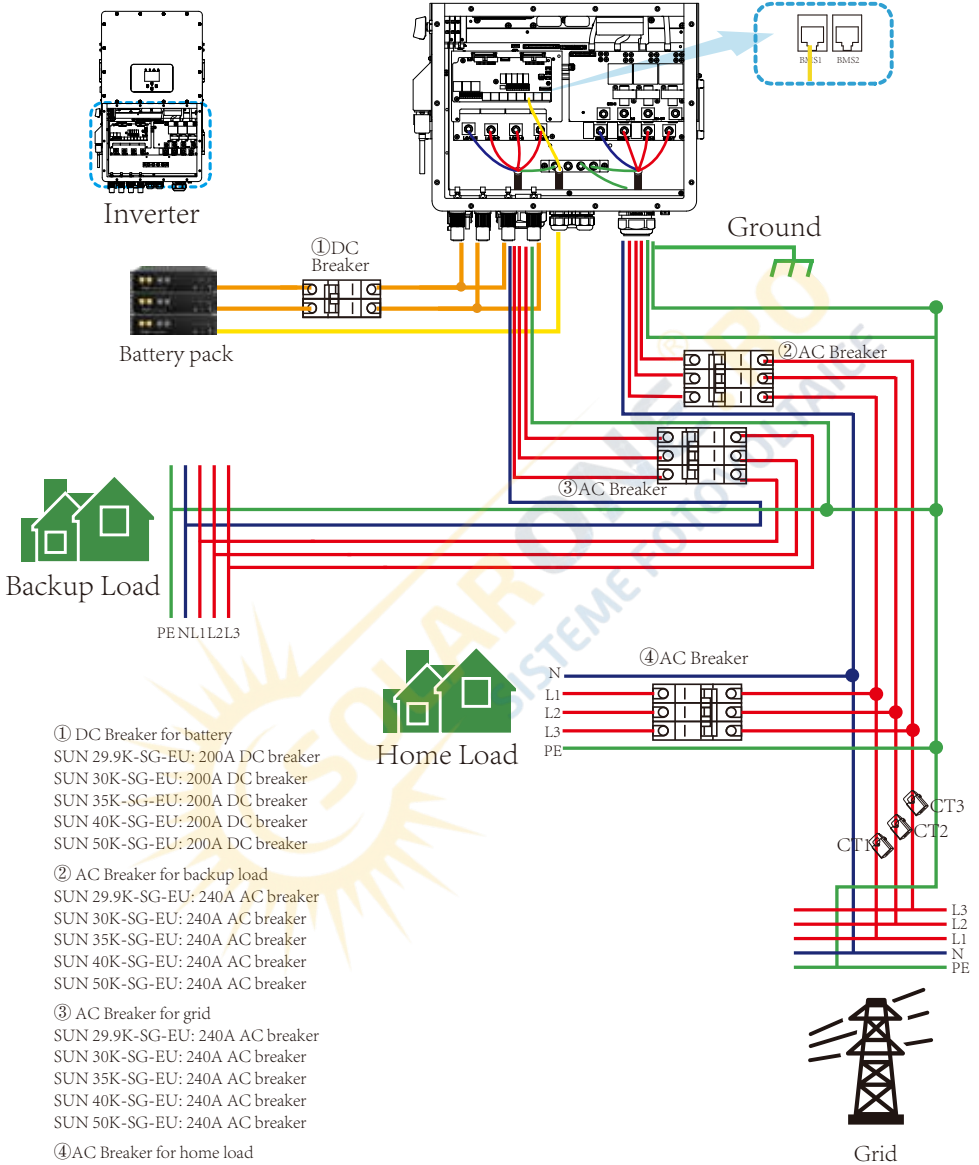 BMS1 BMS2
Inverter
Ground
①DC
Breaker
②AC Breaker
Battery pack
③AC Breaker
Backup Load
PE N L1 L2 L3
④AC Breaker
N
L1
L2
L3
PE
Home Load
① DC Breaker for battery
SUN 29.9K-SG-EU: 200A DC breaker
SUN 30K-SG-EU: 200A DC breaker
SUN 35K-SG-EU: 200A DC breaker
SUN 40K-SG-EU: 200A DC breaker
SUN 50K-SG-EU: 200A DC breaker
② AC Breaker for backup load
SUN 29.9K-SG-EU: 240A AC breaker
SUN 30K-SG-EU: 240A AC breaker
SUN 35K-SG-EU: 240A AC breaker
SUN 40K-SG-EU: 240A AC breaker
SUN 50K-SG-EU: 240A AC breaker
③ AC Breaker for grid
SUN 29.9K-SG-EU: 240A AC breaker
SUN 30K-SG-EU: 240A AC breaker
SUN 35K-SG-EU: 240A AC breaker
SUN 40K-SG-EU: 240A AC breaker
SUN 50K-SG-EU: 240A AC breaker
④AC Breaker for home load
CT3
CT2
CT1
L3
L2
L1
N
PE
Grid
SOLARONE.PRO
®
SISTEME FOTOVOLTAICE